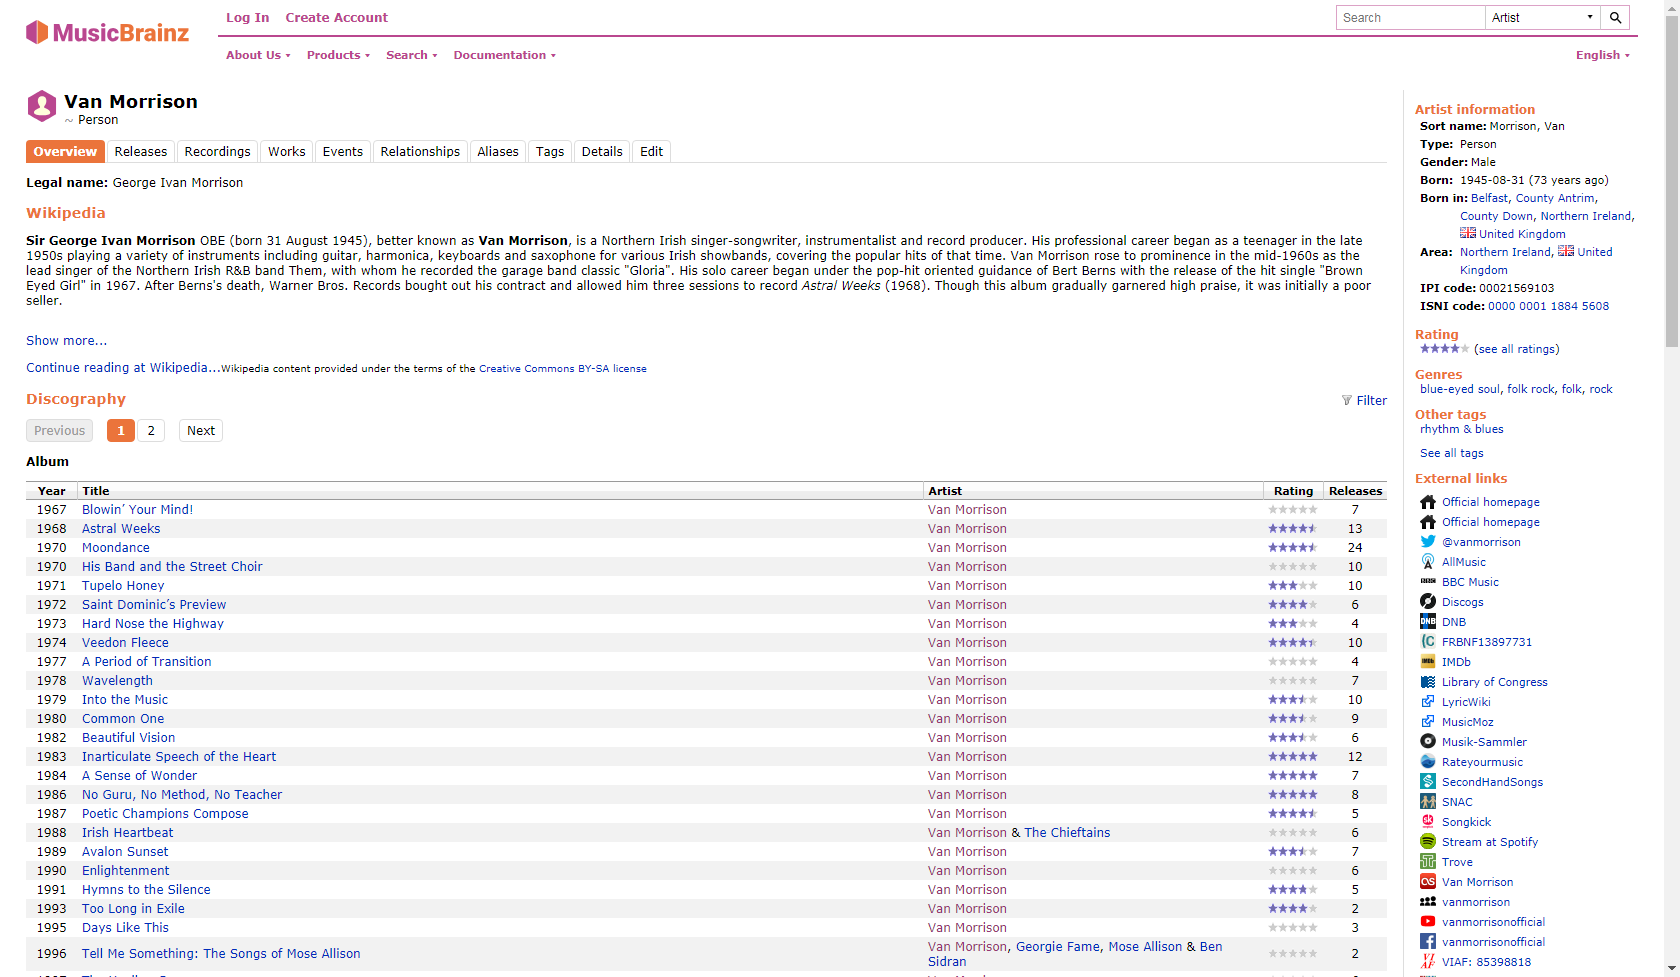 MusicBrainz
Log In Create Account
Search Artist
About Us Products Search Documentation English
Van Morrison
~ Person
Overview Releases Recordings Works Events Relationships Aliases Tags Details Edit
Legal name: George Ivan Morrison
Wikipedia
Sir George Ivan Morrison OBE (born 31 August 1945), better known as Van Morrison, is a Northern Irish singer-songwriter, instrumentalist and record producer. His professional career began as a teenager in the late
1950s playing a variety of instruments including guitar, harmonica, keyboards and saxophone for various Irish showbands, covering the popular hits of that time. Van Morrison rose to prominence in the mid-1960s as the
lead singer of the Northern Irish R&B band Them, with whom he recorded the garage band classic "Gloria". His solo career began under the pop-hit oriented guidance of Bert Berns with the release of the hit single "Brown
Eyed Girl" in 1967. After Berns's death, Warner Bros. Records bought out his contract and allowed him three sessions to record Astral Weeks (1968). Though this album gradually garnered high praise, it was initially a poor
seller.
Show more...
Continue reading at Wikipedia...Wikipedia content provided under the terms of the Creative Commons BY-SA license
Discography
Filter
Previous 1 2 Next
Album
Year Title Artist Rating Releases
1967 Blowin’ Your Mind! Van Morrison 7
1968 Astral Weeks Van Morrison 13
1970 Moondance Van Morrison 24
1970 His Band and the Street Choir Van Morrison 10
1971 Tupelo Honey Van Morrison 10
1972 Saint Dominic’s Preview Van Morrison 6
1973 Hard Nose the Highway Van Morrison 4
1974 Veedon Fleece Van Morrison 10
1977 A Period of Transition Van Morrison 4
1978 Wavelength Van Morrison 7
1979 Into the Music Van Morrison 10
1980 Common One Van Morrison 9
1982 Beautiful Vision Van Morrison 6
1983 Inarticulate Speech of the Heart Van Morrison 12
1984 A Sense of Wonder Van Morrison 7
1986 No Guru, No Method, No Teacher Van Morrison 8
1987 Poetic Champions Compose Van Morrison 5
1988 Irish Heartbeat Van Morrison & The Chieftains 6
1989 Avalon Sunset Van Morrison 7
1990 Enlightenment Van Morrison 6
1991 Hymns to the Silence Van Morrison 5
1993 Too Long in Exile Van Morrison 2
1995 Days Like This Van Morrison 3
1996 Tell Me Something: The Songs of Mose Allison Van Morrison, Georgie Fame, Mose Allison & Ben
Sidran 2
Artist information
Sort name: Morrison, Van
Type: Person
Gender: Male
Born: 1945-08-31 (73 years ago)
Born in: Belfast, County Antrim,
County Down, Northern Ireland,
United Kingdom
Area: Northern Ireland, United
Kingdom
IPI code: 00021569103
ISNI code: 0000 0001 1884 5608
Rating
(see all ratings)
Genres
blue-eyed soul, folk rock, folk, rock
Other tags
rhythm & blues
See all tags
External links
Official homepage
Official homepage
@vanmorrison
AllMusic
BBC Music
Discogs
DNB DNB
FRBNF13897731
IMDb IMDb
Library of Congress
LyricWiki
MusicMoz
Musik-Sammler
Rateyourmusic
SecondHandSongs
SNAC
Songkick
Stream at Spotify
Trove
Van Morrison
vanmorrison
vanmorrisonofficial
vanmorrisonofficial
VIAF: 85398818